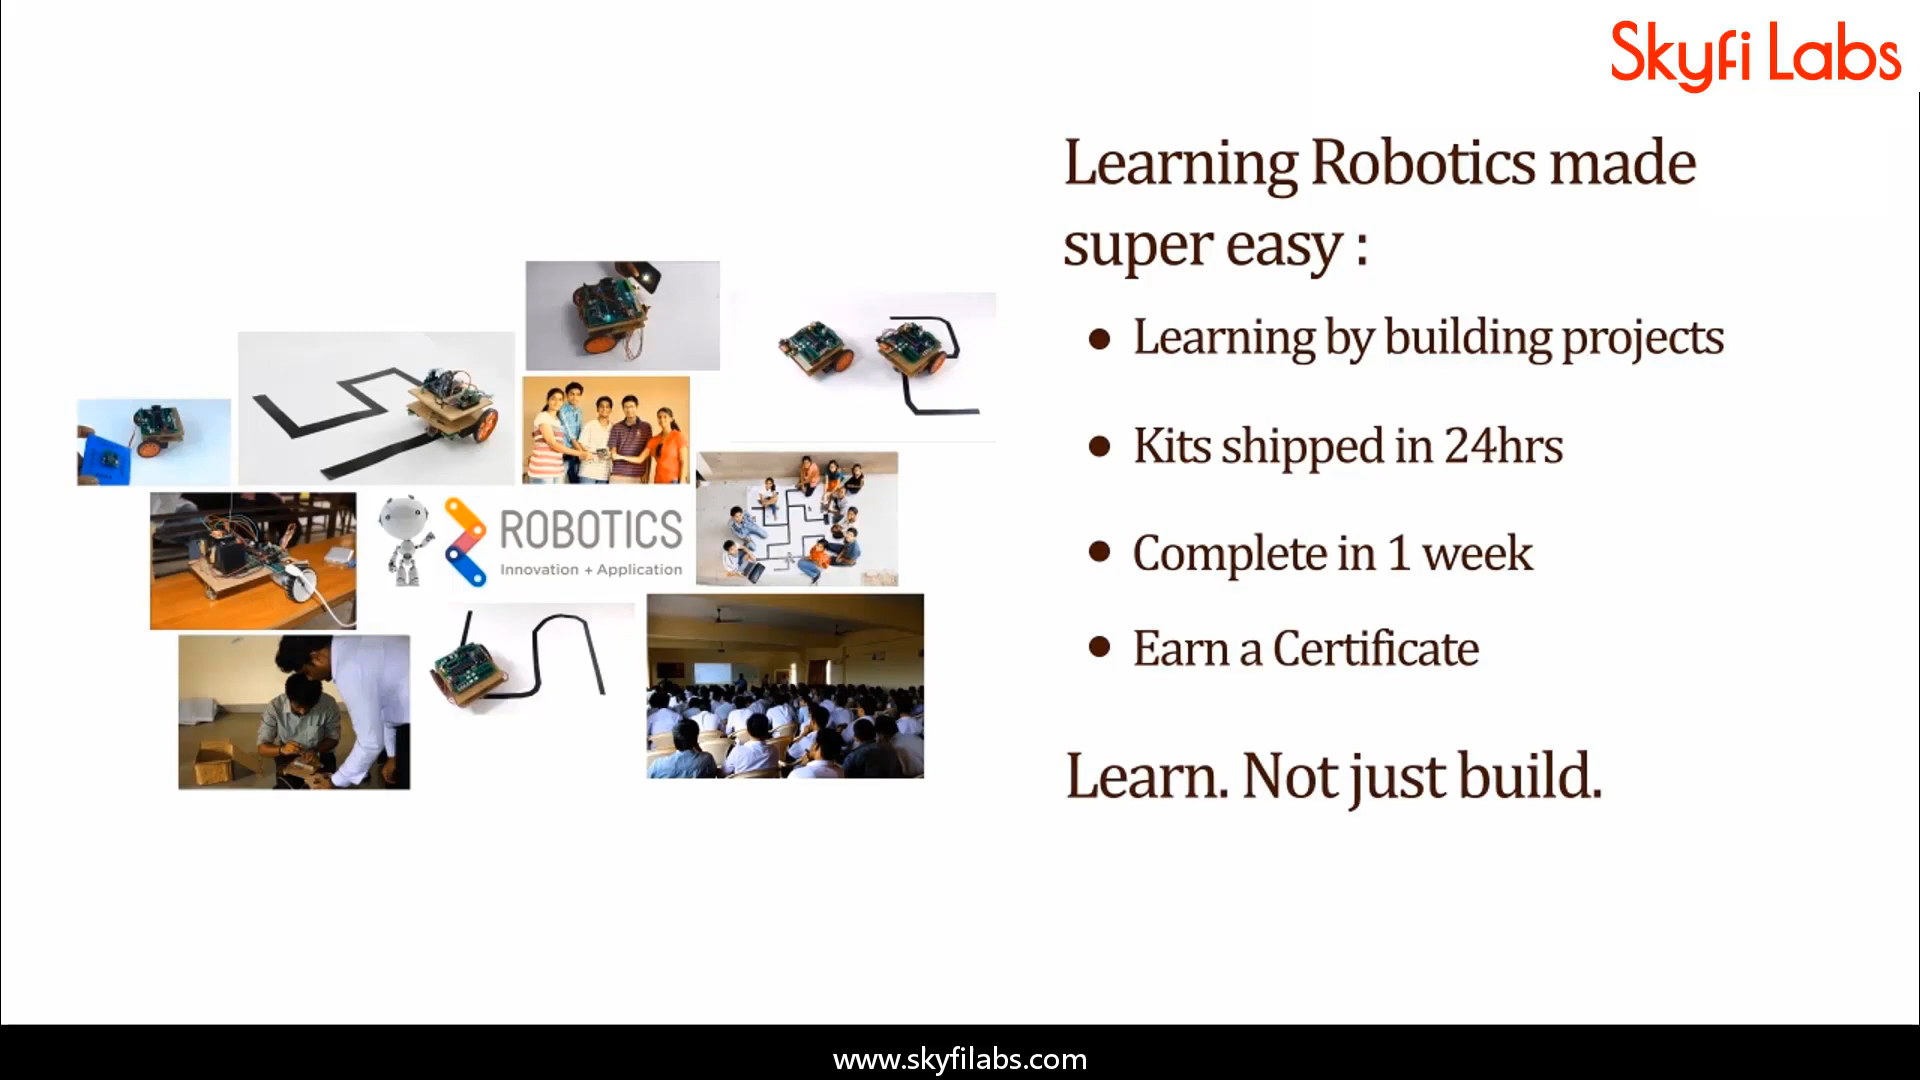 Skyfi Labs
Learning Robotics made
super easy :
• Learning by building projects
• Kits shipped in 24hrs
• Complete in 1 week
• Earn a Certificate
Learn. Not just build.
ROBOTICS
Innovation + Application
www.skyfilabs.com